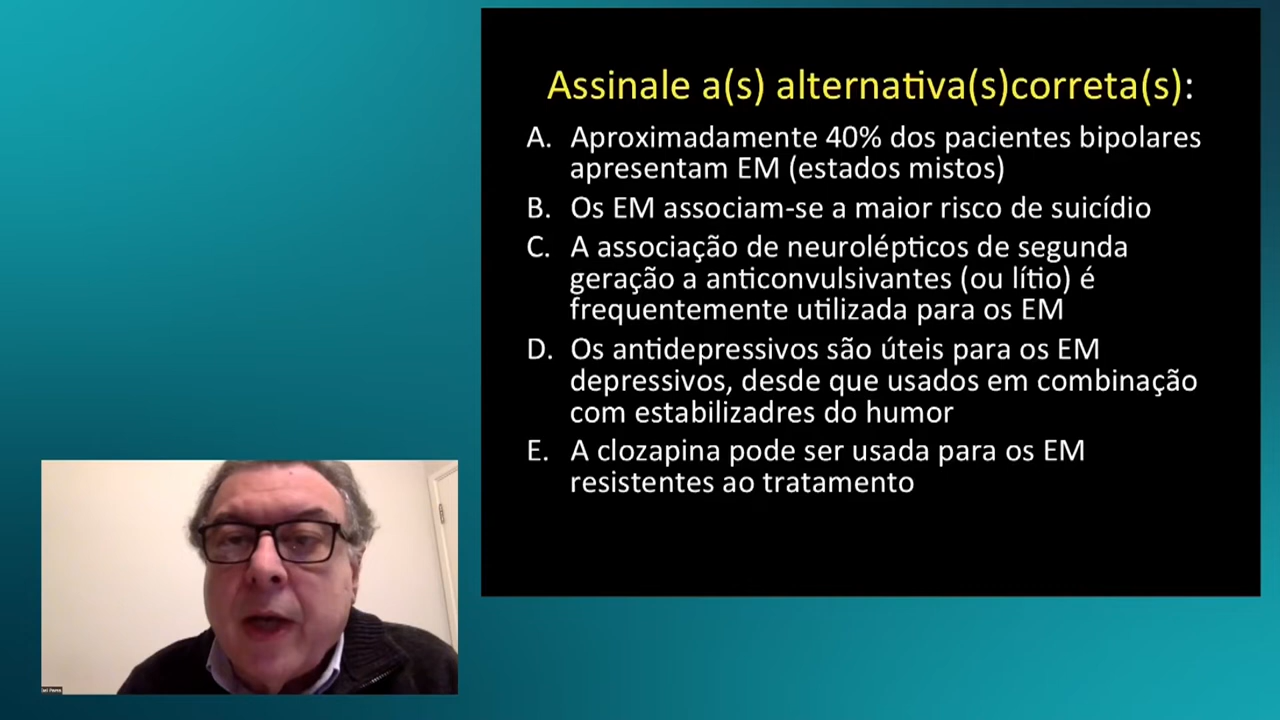 Assinale a(s) alternativa(s)correta(s):
A. Aproximadamente 40% dos pacientes bipolares
apresentam EM (estados mistos)
B. Os EM associam-se a maior risco de suicídio
C. A associação de neurolépticos de segunda
geração a anticonvulsivantes (ou lítio) é
frequentemente utilizada para os EM
D. Os antidepressivos são úteis para os EM
depressivos, desde que usados em combinação
com estabilizadres do humor
E. A clozapina pode ser usada para os EM
resistentes ao tratamento